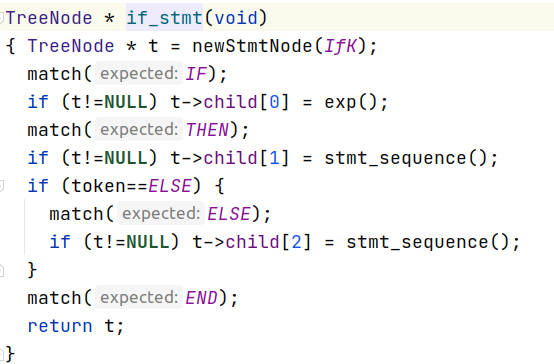 TreeNode * if_stmt(void)
{ TreeNode * t = newStmtNode(IfK);
  match( expected: IF);
  if (t!=NULL) t->child[0] = exp();
  match( expected: THEN);
  if (t!=NULL) t->child[1] = stmt_sequence();
  if (token==ELSE) {
    match( expected: ELSE);
    if (t!=NULL) t->child[2] = stmt_sequence();
  }
  match( expected: END);
  return t;
}